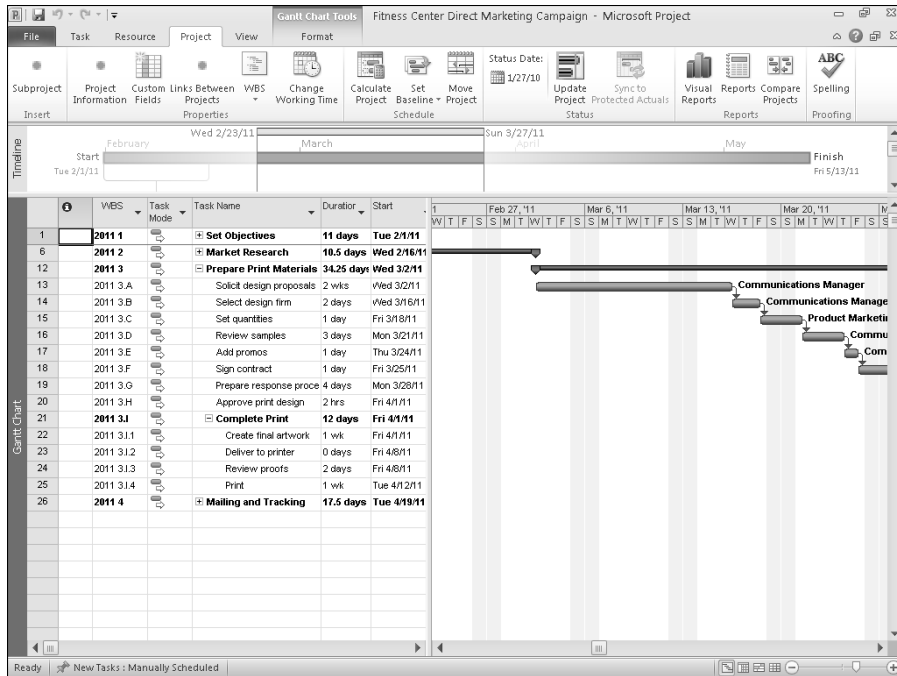 Gantt Chart Tools Fitness Center Direct Marketing Campaign - Microsoft Project
File Task Resource Project View Format
Subproject Project Information Custom Fields Links Between Projects WBS Change Working Time Calculate Project Set Baseline Move Project Status Date: 1/27/10 Update Project Sync to Protected Actuals Visual Reports Reports Compare Projects ABC Spelling
Insert Properties Schedule Status Reports Proofing
Timeline
Wed 2/23/11 Sun 3/27/11
February March April May
Start Finish
Tue 2/1/11 Fri 5/13/11
Gantt Chart
WBS Task Mode Task Name Duration Start 1 Feb 27, '11 Mar 6, '11 Mar 13, '11 Mar 20, '11 M
W T F S S M T W T F S S M T W T F S S M T W T F S S M T W T F S S
1 2011 1 Set Objectives 11 days Tue 2/1/11
6 2011 2 Market Research 10.5 days Wed 2/16/11
12 2011 3 Prepare Print Materials 34.25 days Wed 3/2/11
13 2011 3.A Solicit design proposals 2 wks Wed 3/2/11 Communications Manager
14 2011 3.B Select design firm 2 days Wed 3/16/11 Communications Manage
15 2011 3.C Set quantities 1 day Fri 3/18/11 Product Marketi
16 2011 3.D Review samples 3 days Mon 3/21/11 Commu
17 2011 3.E Add promos 1 day Thu 3/24/11 Com
18 2011 3.F Sign contract 1 day Fri 3/25/11
19 2011 3.G Prepare response proce 4 days Mon 3/28/11
20 2011 3.H Approve print design 2 hrs Fri 4/1/11
21 2011 3.I Complete Print 12 days Fri 4/1/11
22 2011 3.I.1 Create final artwork 1 wk Fri 4/1/11
23 2011 3.I.2 Deliver to printer 0 days Fri 4/8/11
24 2011 3.I.3 Review proofs 2 days Fri 4/8/11
25 2011 3.I.4 Print 1 wk Tue 4/12/11
26 2011 4 Mailing and Tracking 17.5 days Tue 4/19/11
Ready New Tasks : Manually Scheduled